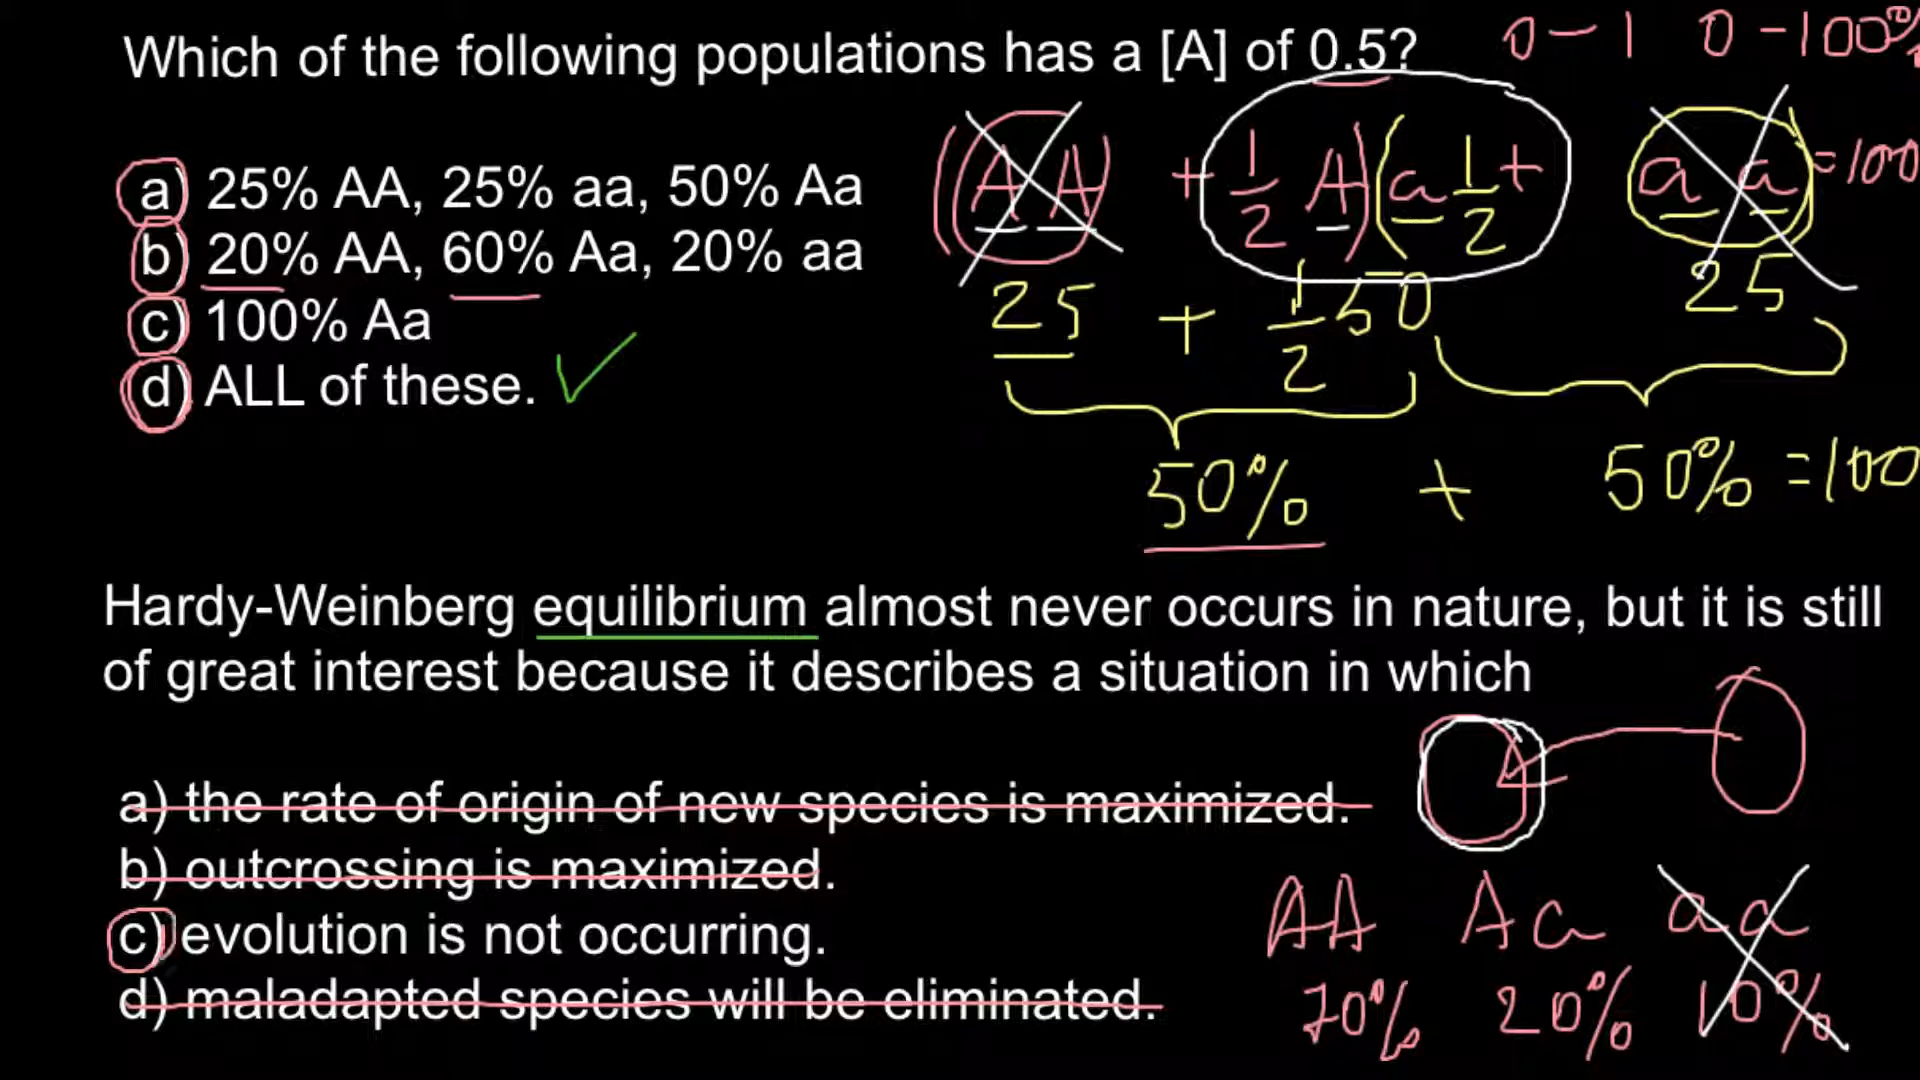 Which of the following populations has a [A] of 0.5?
0 – 1 0 – 100%
a) 25% AA, 25% aa, 50% Aa
(AA) + 1/2 A)(a 1/2 + aa = 100
b) 20% AA, 60% Aa, 20% aa
c) 100% Aa
25 + 1/2 50 25
d) ALL of these.
50% + 50% = 100
Hardy-Weinberg equilibrium almost never occurs in nature, but it is still
of great interest because it describes a situation in which
a) the rate of origin of new species is maximized.
b) outcrossing is maximized.
c) evolution is not occurring.
AA Aa aa
d) maladapted species will be eliminated.
70% 20% 10%